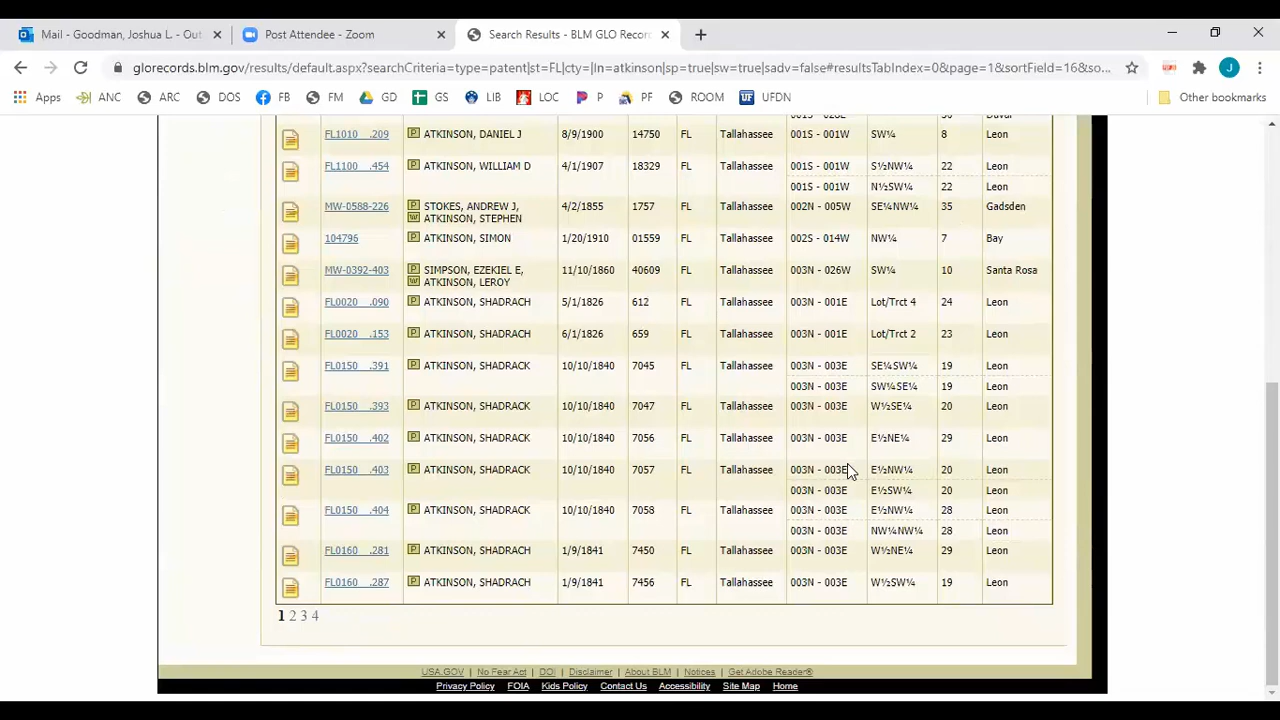 Mail - Goodman, Joshua L. - Out
Post Attendee - Zoom
Search Results - BLM GLO Recor
glorecords.blm.gov/results/default.aspx?searchCriteria=type=patent|st=FL|cty=|ln=atkinson|sp=true|sw=true|sadv=false#resultsTabIndex=0&page=1&sortField=16&so...
J
Apps ANC ARC DOS FB FM GD GS LIB LOC P PF ROOM UFDN Other bookmarks
FL1010 .209 P ATKINSON, DANIEL J 8/9/1900 14750 FL Tallahassee 001S - 001W SW¼ 8 Leon
FL1100 .454 P ATKINSON, WILLIAM D 4/1/1907 18329 FL Tallahassee 001S - 001W S½NW¼ 22 Leon
001S - 001W N½SW¼ 22 Leon
MW-0588-226 P STOKES, ANDREW J, 4/2/1855 1757 FL Tallahassee 002N - 005W SE¼NW¼ 35 Gadsden
W ATKINSON, STEPHEN
104796 P ATKINSON, SIMON 1/20/1910 01559 FL Tallahassee 002S - 014W NW¼ 7 Bay
MW-0392-403 P SIMPSON, EZEKIEL E, 11/10/1860 40609 FL Tallahassee 003N - 026W SW¼ 10 Santa Rosa
W ATKINSON, LEROY
FL0020 .090 P ATKINSON, SHADRACH 5/1/1826 612 FL Tallahassee 003N - 001E Lot/Trct 4 24 Leon
FL0020 .153 P ATKINSON, SHADRACH 6/1/1826 659 FL Tallahassee 003N - 001E Lot/Trct 2 23 Leon
FL0150 .391 P ATKINSON, SHADRACK 10/10/1840 7045 FL Tallahassee 003N - 003E SE¼SW¼ 19 Leon
003N - 003E SW¼SE¼ 19 Leon
FL0150 .393 P ATKINSON, SHADRACK 10/10/1840 7047 FL Tallahassee 003N - 003E W½SE¼ 20 Leon
FL0150 .402 P ATKINSON, SHADRACK 10/10/1840 7056 FL Tallahassee 003N - 003E E½NE¼ 29 Leon
FL0150 .403 P ATKINSON, SHADRACK 10/10/1840 7057 FL Tallahassee 003N - 003E E½NW¼ 20 Leon
003N - 003E E½SW¼ 20 Leon
FL0150 .404 P ATKINSON, SHADRACK 10/10/1840 7058 FL Tallahassee 003N - 003E E½NW¼ 28 Leon
003N - 003E NW¼NW¼ 28 Leon
FL0160 .281 P ATKINSON, SHADRACH 1/9/1841 7450 FL Tallahassee 003N - 003E W½NE¼ 29 Leon
FL0160 .287 P ATKINSON, SHADRACH 1/9/1841 7456 FL Tallahassee 003N - 003E W½SW¼ 19 Leon
1 2 3 4
USA.GOV | No Fear Act | DOI | Disclaimer | About BLM | Notices | Get Adobe Reader®
Privacy Policy | FOIA | Kids Policy | Contact Us | Accessibility | Site Map | Home